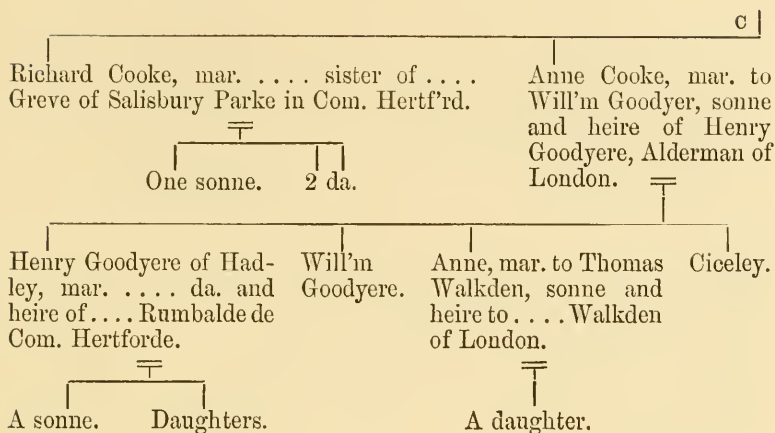 C
Richard Cooke, mar. . . . . sister of . . . .
Greve of Salisbury Parke in Com. Hertf'rd.
One sonne. 2 da.
Anne Cooke, mar. to
Will'm Goodyer, sonne
and heire of Henry
Goodyere, Alderman of
London.
Henry Goodyere of Had-
ley, mar. . . . . da. and
heire of . . . . Rumbalde de
Com. Hertforde.
Will'm
Goodyere.
Anne, mar. to Thomas
Walkden, sonne and
heire to . . . . Walkden
of London.
Ciceley.
A sonne. Daughters.
A daughter.